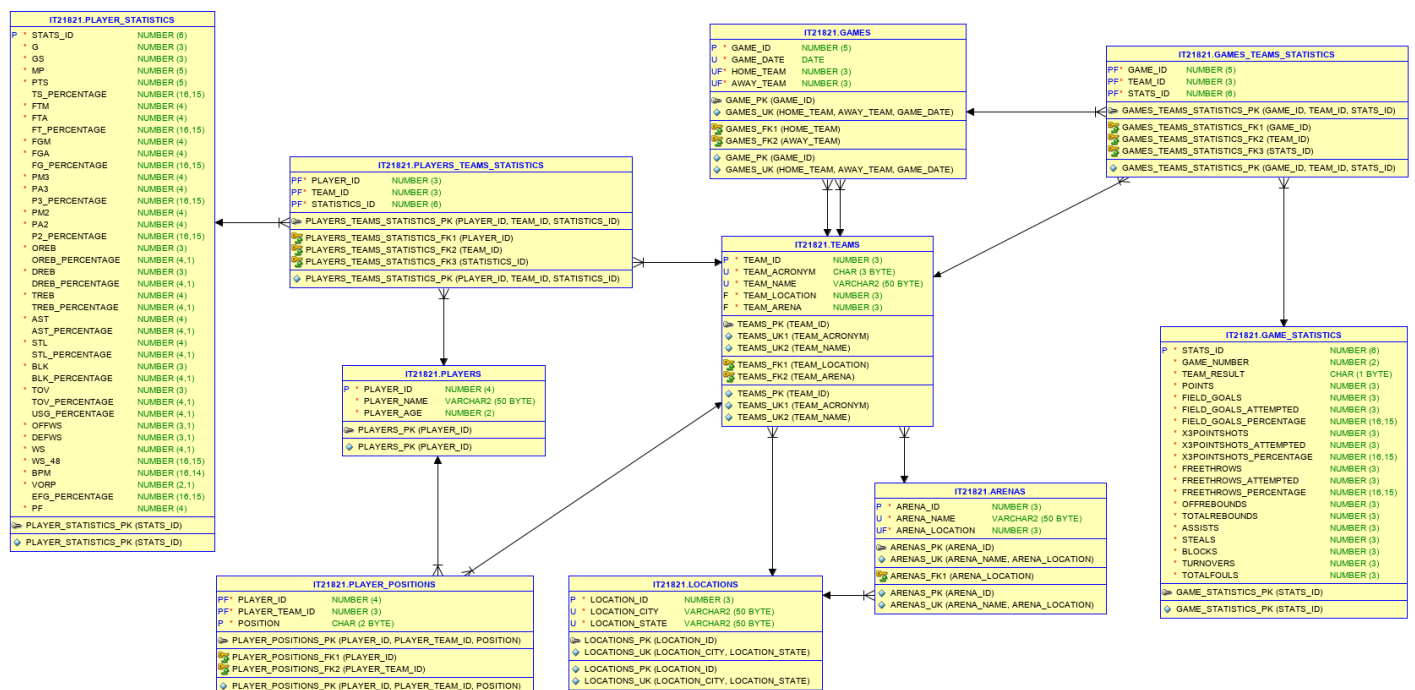 IT21821.PLAYER_STATISTICS
P * STATS_ID NUMBER (6)
* G NUMBER (3)
* GS NUMBER (3)
* MP NUMBER (5)
* PTS NUMBER (5)
TS_PERCENTAGE NUMBER (16,15)
* FTM NUMBER (4)
* FTA NUMBER (4)
FT_PERCENTAGE NUMBER (16,15)
* FGM NUMBER (4)
* FGA NUMBER (4)
FG_PERCENTAGE NUMBER (16,15)
* PM3 NUMBER (4)
* PA3 NUMBER (4)
P3_PERCENTAGE NUMBER (16,15)
* PM2 NUMBER (4)
* PA2 NUMBER (4)
P2_PERCENTAGE NUMBER (16,15)
* OREB NUMBER (3)
OREB_PERCENTAGE NUMBER (4,1)
* DREB NUMBER (3)
DREB_PERCENTAGE NUMBER (4,1)
* TREB NUMBER (4)
TREB_PERCENTAGE NUMBER (4,1)
* AST NUMBER (4)
AST_PERCENTAGE NUMBER (4,1)
* STL NUMBER (4)
STL_PERCENTAGE NUMBER (4,1)
* BLK NUMBER (3)
BLK_PERCENTAGE NUMBER (4,1)
* TOV NUMBER (3)
TOV_PERCENTAGE NUMBER (4,1)
USG_PERCENTAGE NUMBER (4,1)
* OFFWS NUMBER (3,1)
* DEFWS NUMBER (3,1)
* WS NUMBER (4,1)
* WS_48 NUMBER (16,15)
* BPM NUMBER (16,14)
* VORP NUMBER (2,1)
EFG_PERCENTAGE NUMBER (16,15)
* PF NUMBER (4)
PLAYER_STATISTICS_PK (STATS_ID)
PLAYER_STATISTICS_PK (STATS_ID)
IT21821.PLAYERS_TEAMS_STATISTICS
PF* PLAYER_ID NUMBER (3)
PF* TEAM_ID NUMBER (3)
PF* STATISTICS_ID NUMBER (6)
PLAYERS_TEAMS_STATISTICS_PK (PLAYER_ID, TEAM_ID, STATISTICS_ID)
PLAYERS_TEAMS_STATISTICS_FK1 (PLAYER_ID)
PLAYERS_TEAMS_STATISTICS_FK2 (TEAM_ID)
PLAYERS_TEAMS_STATISTICS_FK3 (STATISTICS_ID)
PLAYERS_TEAMS_STATISTICS_PK (PLAYER_ID, TEAM_ID, STATISTICS_ID)
IT21821.PLAYERS
P * PLAYER_ID NUMBER (4)
* PLAYER_NAME VARCHAR2 (50 BYTE)
* PLAYER_AGE NUMBER (2)
PLAYERS_PK (PLAYER_ID)
PLAYERS_PK (PLAYER_ID)
IT21821.PLAYER_POSITIONS
PF* PLAYER_ID NUMBER (4)
PF* PLAYER_TEAM_ID NUMBER (3)
P * POSITION CHAR (2 BYTE)
PLAYER_POSITIONS_PK (PLAYER_ID, PLAYER_TEAM_ID, POSITION)
PLAYER_POSITIONS_FK1 (PLAYER_ID)
PLAYER_POSITIONS_FK2 (PLAYER_TEAM_ID)
PLAYER_POSITIONS_PK (PLAYER_ID, PLAYER_TEAM_ID, POSITION)
IT21821.GAMES
P * GAME_ID NUMBER (5)
U * GAME_DATE DATE
UF* HOME_TEAM NUMBER (3)
UF* AWAY_TEAM NUMBER (3)
GAME_PK (GAME_ID)
GAMES_UK (HOME_TEAM, AWAY_TEAM, GAME_DATE)
GAMES_FK1 (HOME_TEAM)
GAMES_FK2 (AWAY_TEAM)
GAME_PK (GAME_ID)
GAMES_UK (HOME_TEAM, AWAY_TEAM, GAME_DATE)
IT21821.TEAMS
P * TEAM_ID NUMBER (3)
U * TEAM_ACRONYM CHAR (3 BYTE)
U * TEAM_NAME VARCHAR2 (50 BYTE)
F * TEAM_LOCATION NUMBER (3)
F * TEAM_ARENA NUMBER (3)
TEAMS_PK (TEAM_ID)
TEAMS_UK1 (TEAM_ACRONYM)
TEAMS_UK2 (TEAM_NAME)
TEAMS_FK1 (TEAM_LOCATION)
TEAMS_FK2 (TEAM_ARENA)
TEAMS_PK (TEAM_ID)
TEAMS_UK1 (TEAM_ACRONYM)
TEAMS_UK2 (TEAM_NAME)
IT21821.LOCATIONS
P * LOCATION_ID NUMBER (3)
U * LOCATION_CITY VARCHAR2 (50 BYTE)
U * LOCATION_STATE VARCHAR2 (50 BYTE)
LOCATIONS_PK (LOCATION_ID)
LOCATIONS_UK (LOCATION_CITY, LOCATION_STATE)
LOCATIONS_PK (LOCATION_ID)
LOCATIONS_UK (LOCATION_CITY, LOCATION_STATE)
IT21821.ARENAS
P * ARENA_ID NUMBER (3)
U * ARENA_NAME VARCHAR2 (50 BYTE)
UF* ARENA_LOCATION NUMBER (3)
ARENAS_PK (ARENA_ID)
ARENAS_UK (ARENA_NAME, ARENA_LOCATION)
ARENAS_FK1 (ARENA_LOCATION)
ARENAS_PK (ARENA_ID)
ARENAS_UK (ARENA_NAME, ARENA_LOCATION)
IT21821.GAMES_TEAMS_STATISTICS
PF* GAME_ID NUMBER (5)
PF* TEAM_ID NUMBER (3)
PF* STATS_ID NUMBER (6)
GAMES_TEAMS_STATISTICS_PK (GAME_ID, TEAM_ID, STATS_ID)
GAMES_TEAMS_STATISTICS_FK1 (GAME_ID)
GAMES_TEAMS_STATISTICS_FK2 (TEAM_ID)
GAMES_TEAMS_STATISTICS_FK3 (STATS_ID)
GAMES_TEAMS_STATISTICS_PK (GAME_ID, TEAM_ID, STATS_ID)
IT21821.GAME_STATISTICS
P * STATS_ID NUMBER (6)
* GAME_NUMBER NUMBER (2)
* TEAM_RESULT CHAR (1 BYTE)
* POINTS NUMBER (3)
* FIELD_GOALS NUMBER (3)
* FIELD_GOALS_ATTEMPTED NUMBER (3)
* FIELD_GOALS_PERCENTAGE NUMBER (16,15)
* X3POINTSHOTS NUMBER (3)
* X3POINTSHOTS_ATTEMPTED NUMBER (3)
* X3POINTSHOTS_PERCENTAGE NUMBER (16,15)
* FREETHROWS NUMBER (3)
* FREETHROWS_ATTEMPTED NUMBER (3)
* FREETHROWS_PERCENTAGE NUMBER (16,15)
* OFFREBOUNDS NUMBER (3)
* TOTALREBOUNDS NUMBER (3)
* ASSISTS NUMBER (3)
* STEALS NUMBER (3)
* BLOCKS NUMBER (3)
* TURNOVERS NUMBER (3)
* TOTALFOULS NUMBER (3)
GAME_STATISTICS_PK (STATS_ID)
GAME_STATISTICS_PK (STATS_ID)